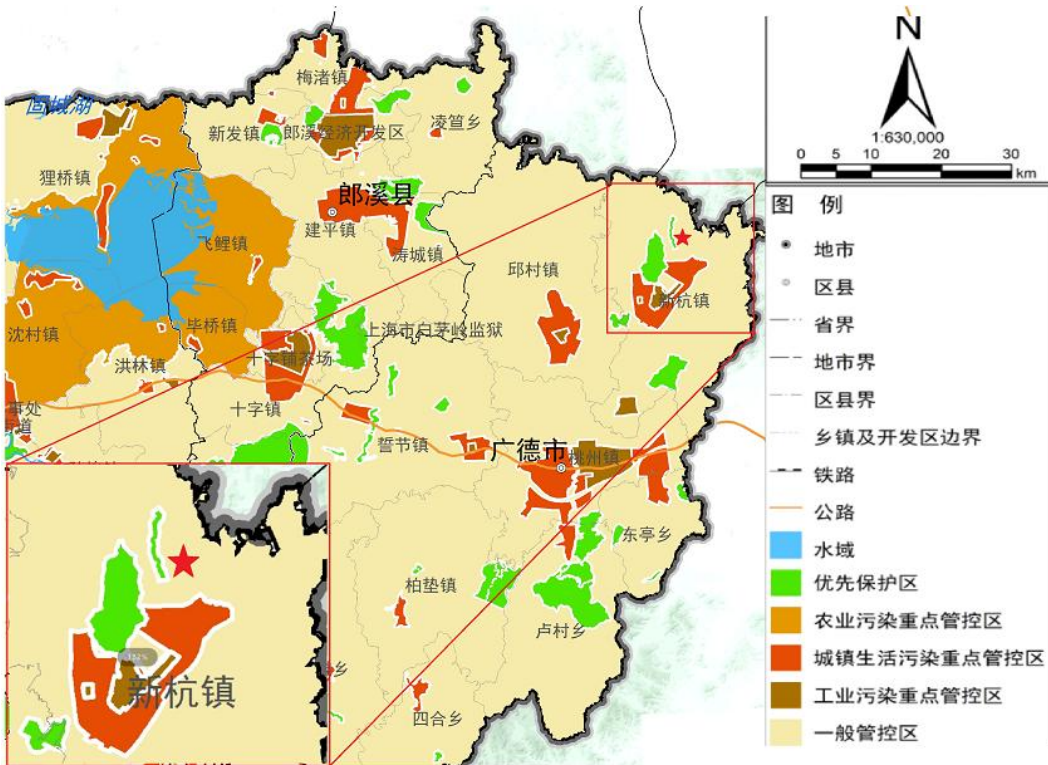 梅渚镇
固城湖
新发镇
郎溪经济开发区
凌笪乡
狸桥镇
郎溪县
建平镇
飞鲤镇
涛城镇
邱村镇
新杭镇
沈村镇
毕桥镇
上海市白茅岭监狱
洪林镇
十字铺茶场
事处
街道
十字镇
誓节镇
广德市
桃州镇
东亭乡
柏垫镇
卢村乡
乡
四合乡
新杭镇
N
1:630,000
0 5 10 20 30
km
图 例
地市
区县
省界
地市界
区县界
乡镇及开发区边界
铁路
公路
水域
优先保护区
农业污染重点管控区
城镇生活污染重点管控区
工业污染重点管控区
一般管控区